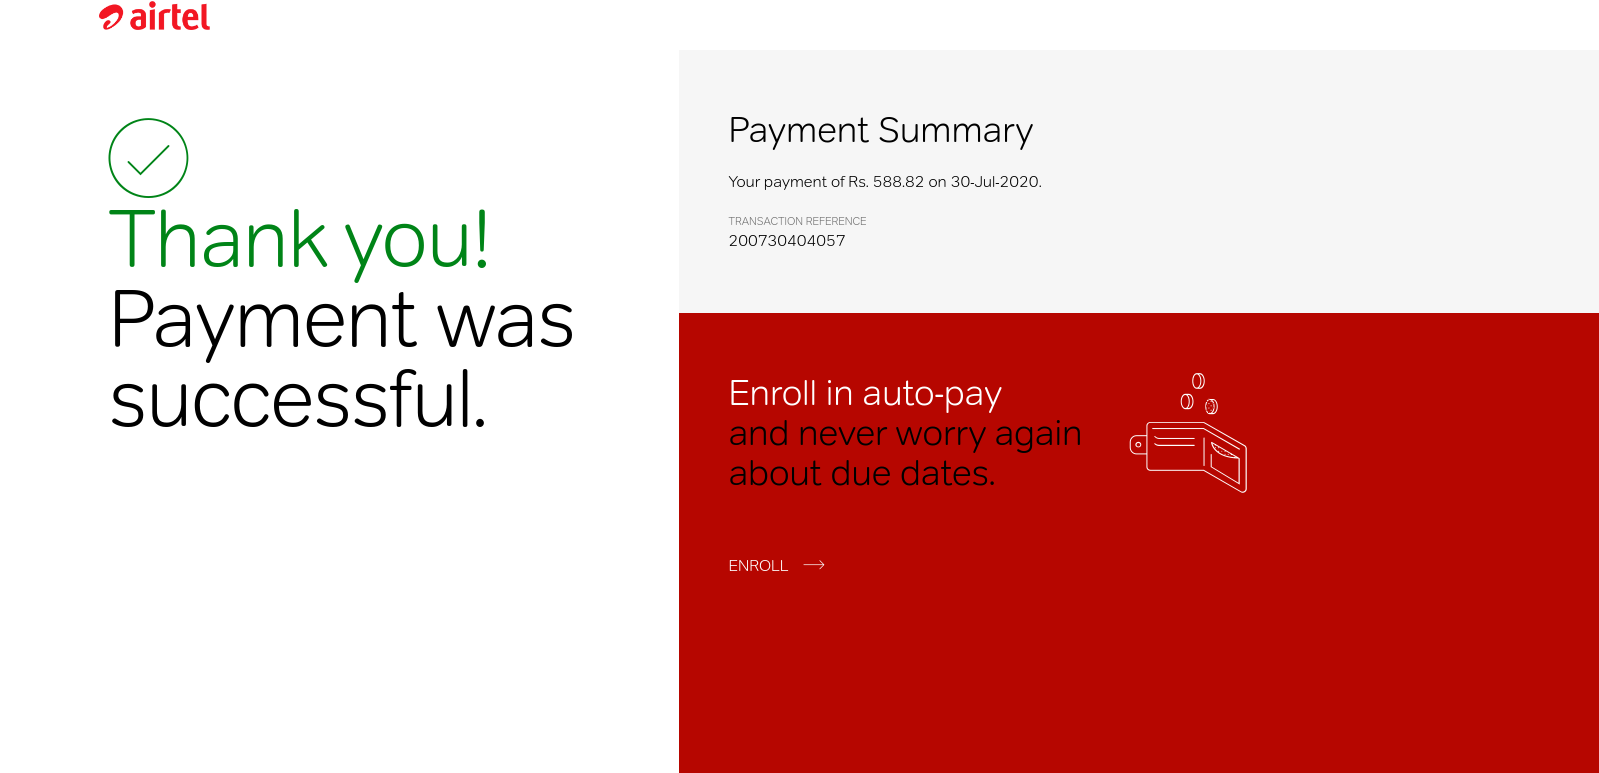 airtel
Thank you!
Payment was
successful.
Payment Summary
Your payment of Rs. 588.82 on 30-Jul-2020.
TRANSACTION REFERENCE
200730404057
Enroll in auto-pay
and never worry again
about due dates.
ENROLL